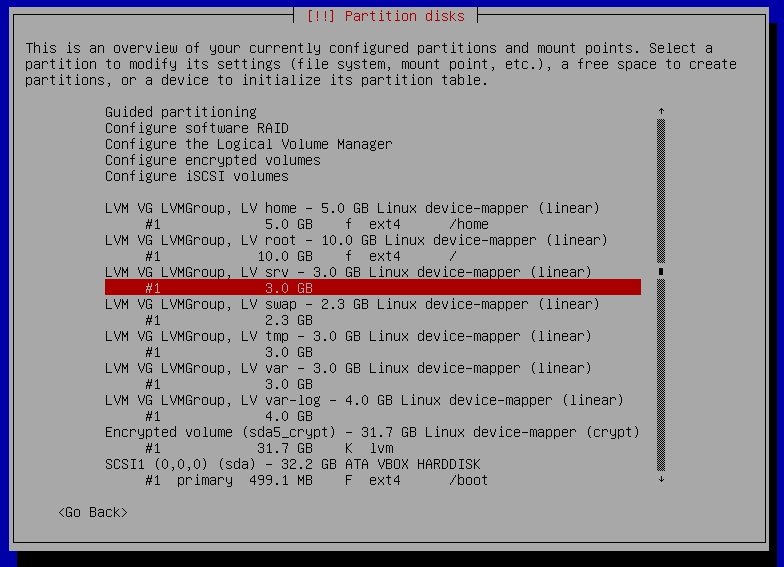 [!!] Partition disks
This is an overview of your currently configured partitions and mount points. Select a
partition to modify its settings (file system, mount point, etc.), a free space to create
partitions, or a device to initialize its partition table.
Guided partitioning
Configure software RAID
Configure the Logical Volume Manager
Configure encrypted volumes
Configure iSCSI volumes
LVM VG LVMGroup, LV home - 5.0 GB Linux device-mapper (linear)
#1 5.0 GB f ext4 /home
LVM VG LVMGroup, LV root - 10.0 GB Linux device-mapper (linear)
#1 10.0 GB f ext4 /
LVM VG LVMGroup, LV srv - 3.0 GB Linux device-mapper (linear)
#1 3.0 GB
LVM VG LVMGroup, LV swap - 2.3 GB Linux device-mapper (linear)
#1 2.3 GB
LVM VG LVMGroup, LV tmp - 3.0 GB Linux device-mapper (linear)
#1 3.0 GB
LVM VG LVMGroup, LV var - 3.0 GB Linux device-mapper (linear)
#1 3.0 GB
LVM VG LVMGroup, LV var-log - 4.0 GB Linux device-mapper (linear)
#1 4.0 GB
Encrypted volume (sda5_crypt) - 31.7 GB Linux device-mapper (crypt)
#1 31.7 GB K lvm
SCSI1 (0,0,0) (sda) - 32.2 GB ATA VBOX HARDDISK
#1 primary 499.1 MB F ext4 /boot
<Go Back>